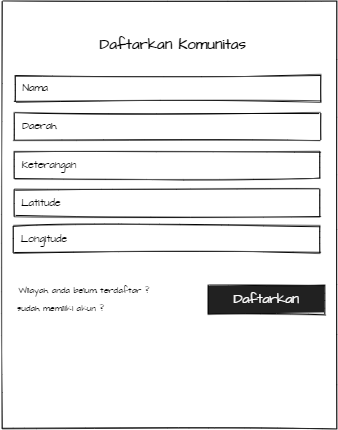 Daftarkan Komunitas
Nama
Daerah
Keterangan
Latitude
Longitude
Wilayah anda belum terdaftar ?
sudah memiliki akun ?
Daftarkan